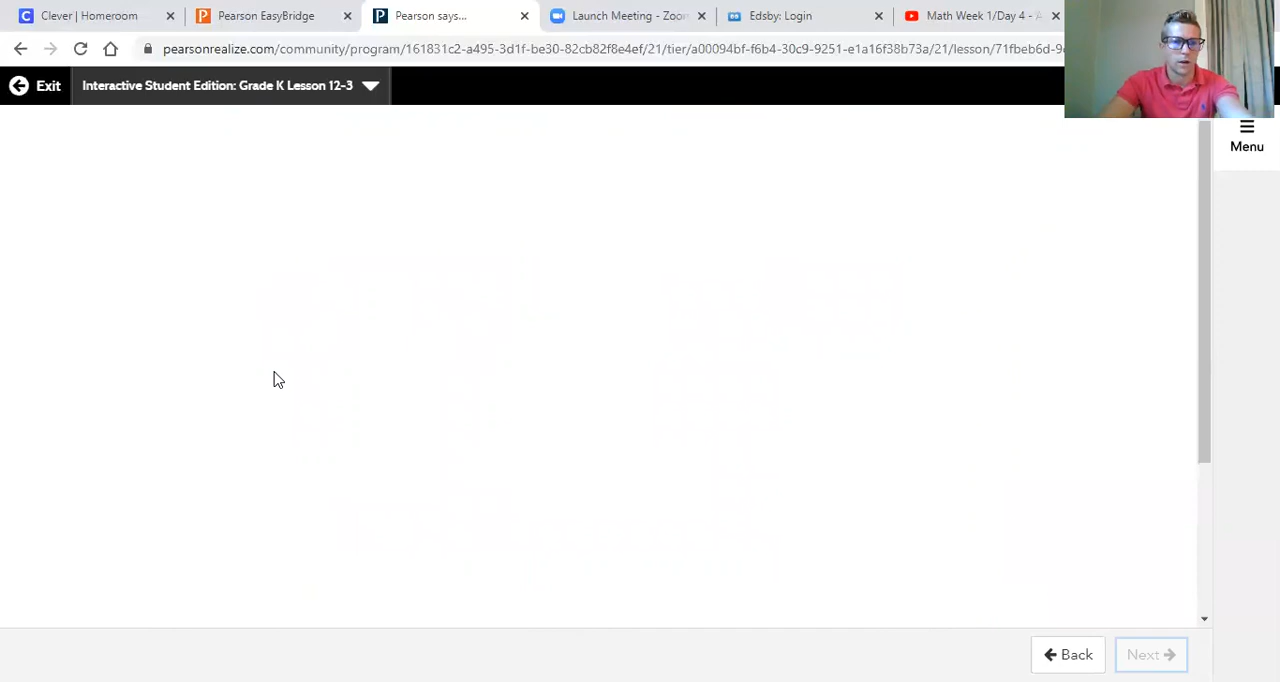 Clever | Homeroom
Pearson EasyBridge
Pearson says...
Launch Meeting - Zoom
Edsby: Login
Math Week 1/Day 4 -
pearsonrealize.com/community/program/161831c2-a495-3d1f-be30-82cb82f8e4ef/21/tier/a00094bf-f6b4-30c9-9251-e1a16f38b73a/21/lesson/71fbeb6d-9
Exit
Interactive Student Edition: Grade K Lesson 12-3
Menu
Back
Next